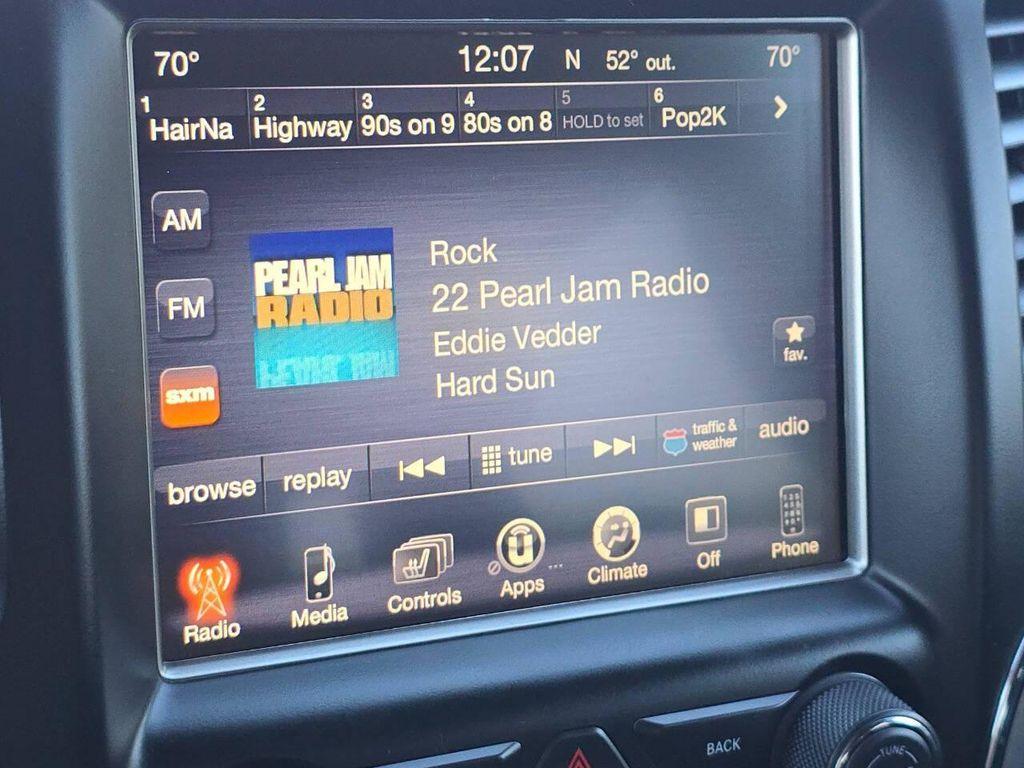 70° 12:07 N 52° out. 70°
1 HairNa 2 Highway 3 90s on 9 4 80s on 8 5 HOLD to set 6 Pop2K
AM
PEARL JAM
RADIO
Rock
22 Pearl Jam Radio
Eddie Vedder
Hard Sun
FM
fav.
sxm
browse replay tune traffic & weather audio
Radio Media Controls Apps Climate Off Phone
BACK
TUNE